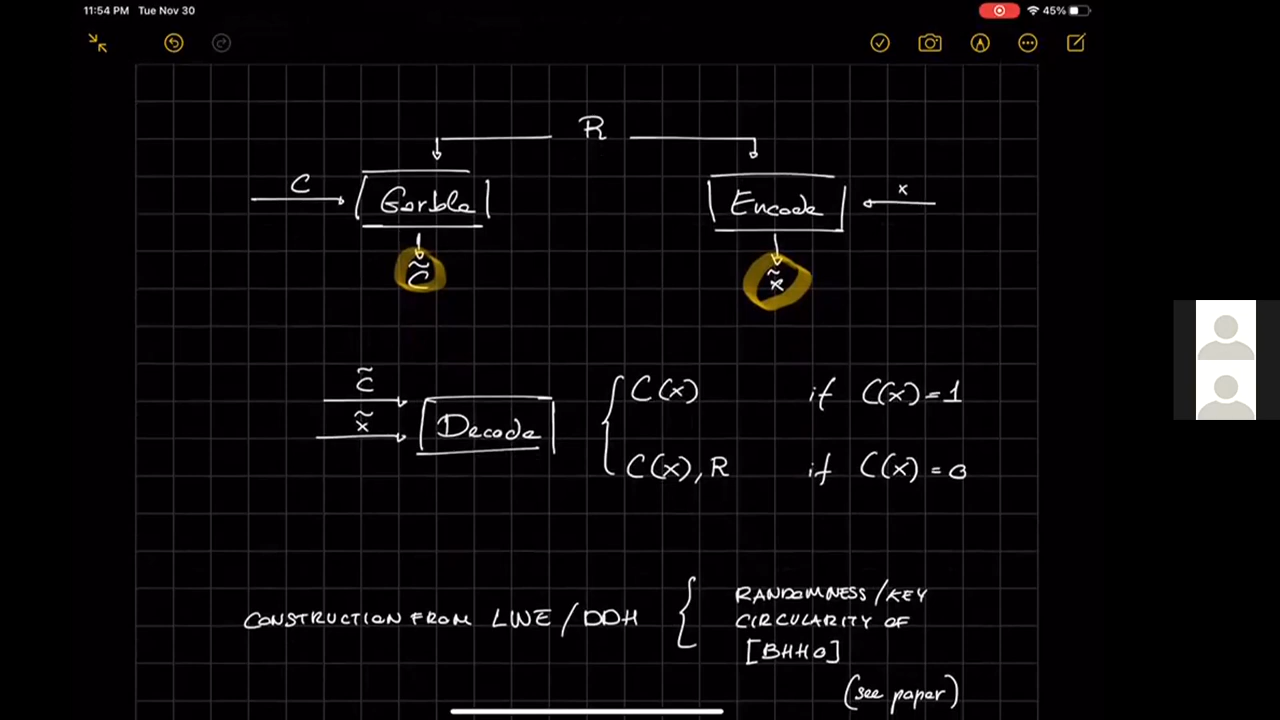 11:54 PM Tue Nov 30
45%
R
C Garble
Encode x
C̃
x̃
C̃
x̃
Decode
C(x) if C(x)=1
C(x), R if C(x)=0
CONSTRUCTION FROM LWE/DDH
RANDOMNESS/KEY
CIRCULARITY OF
[BHHO]
(see paper)